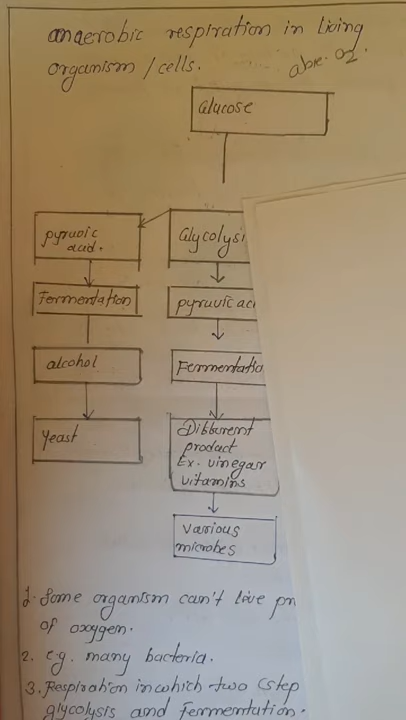 anaerobic respiration in living
organism / cells.
Glucose
pyruvic
acid.
Glycolysi
Fermentation
pyruvic aci
alcohol
Fermentatio
Yeast
Different
product
Ex. vinegar
vitamins
various
microbes
1. Some organism can't live
of oxygen.
2. e.g. many bacteria.
3. Respiration in which two (step
glycolysis and Fermentation.